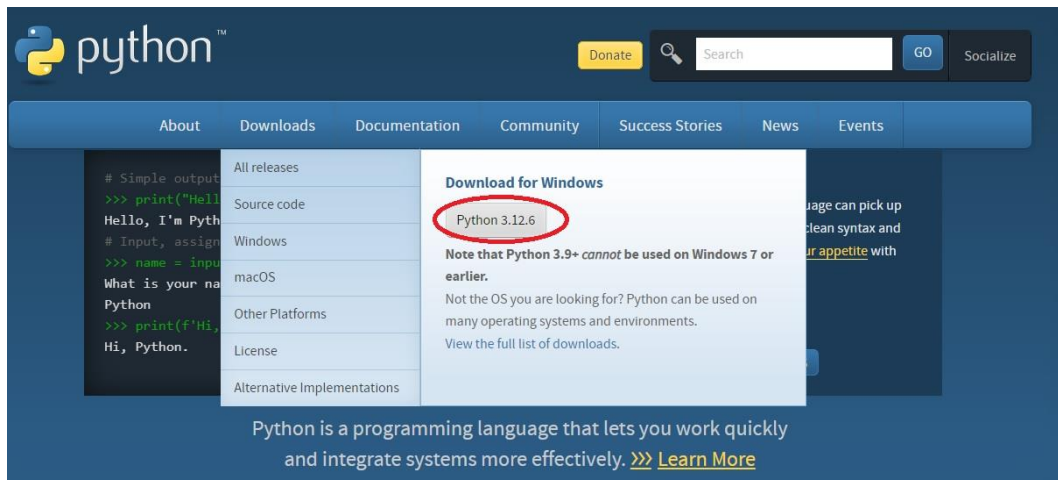 python™
Donate
Search
GO
Socialize
About
Downloads
Documentation
Community
Success Stories
News
Events
# Simple output
>>> print("Hell
Hello, I'm Pyth
# Input, assign
>>> name = inpu
What is your na
Python
>>> print(f'Hi,
Hi, Python.
All releases
Source code
Windows
macOS
Other Platforms
License
Alternative Implementations
Download for Windows
Python 3.12.6
Note that Python 3.9+ cannot be used on Windows 7 or
earlier.
Not the OS you are looking for? Python can be used on
many operating systems and environments.
View the full list of downloads.
uage can pick up
clean syntax and
ur appetite with
Python is a programming language that lets you work quickly
and integrate systems more effectively. >>> Learn More